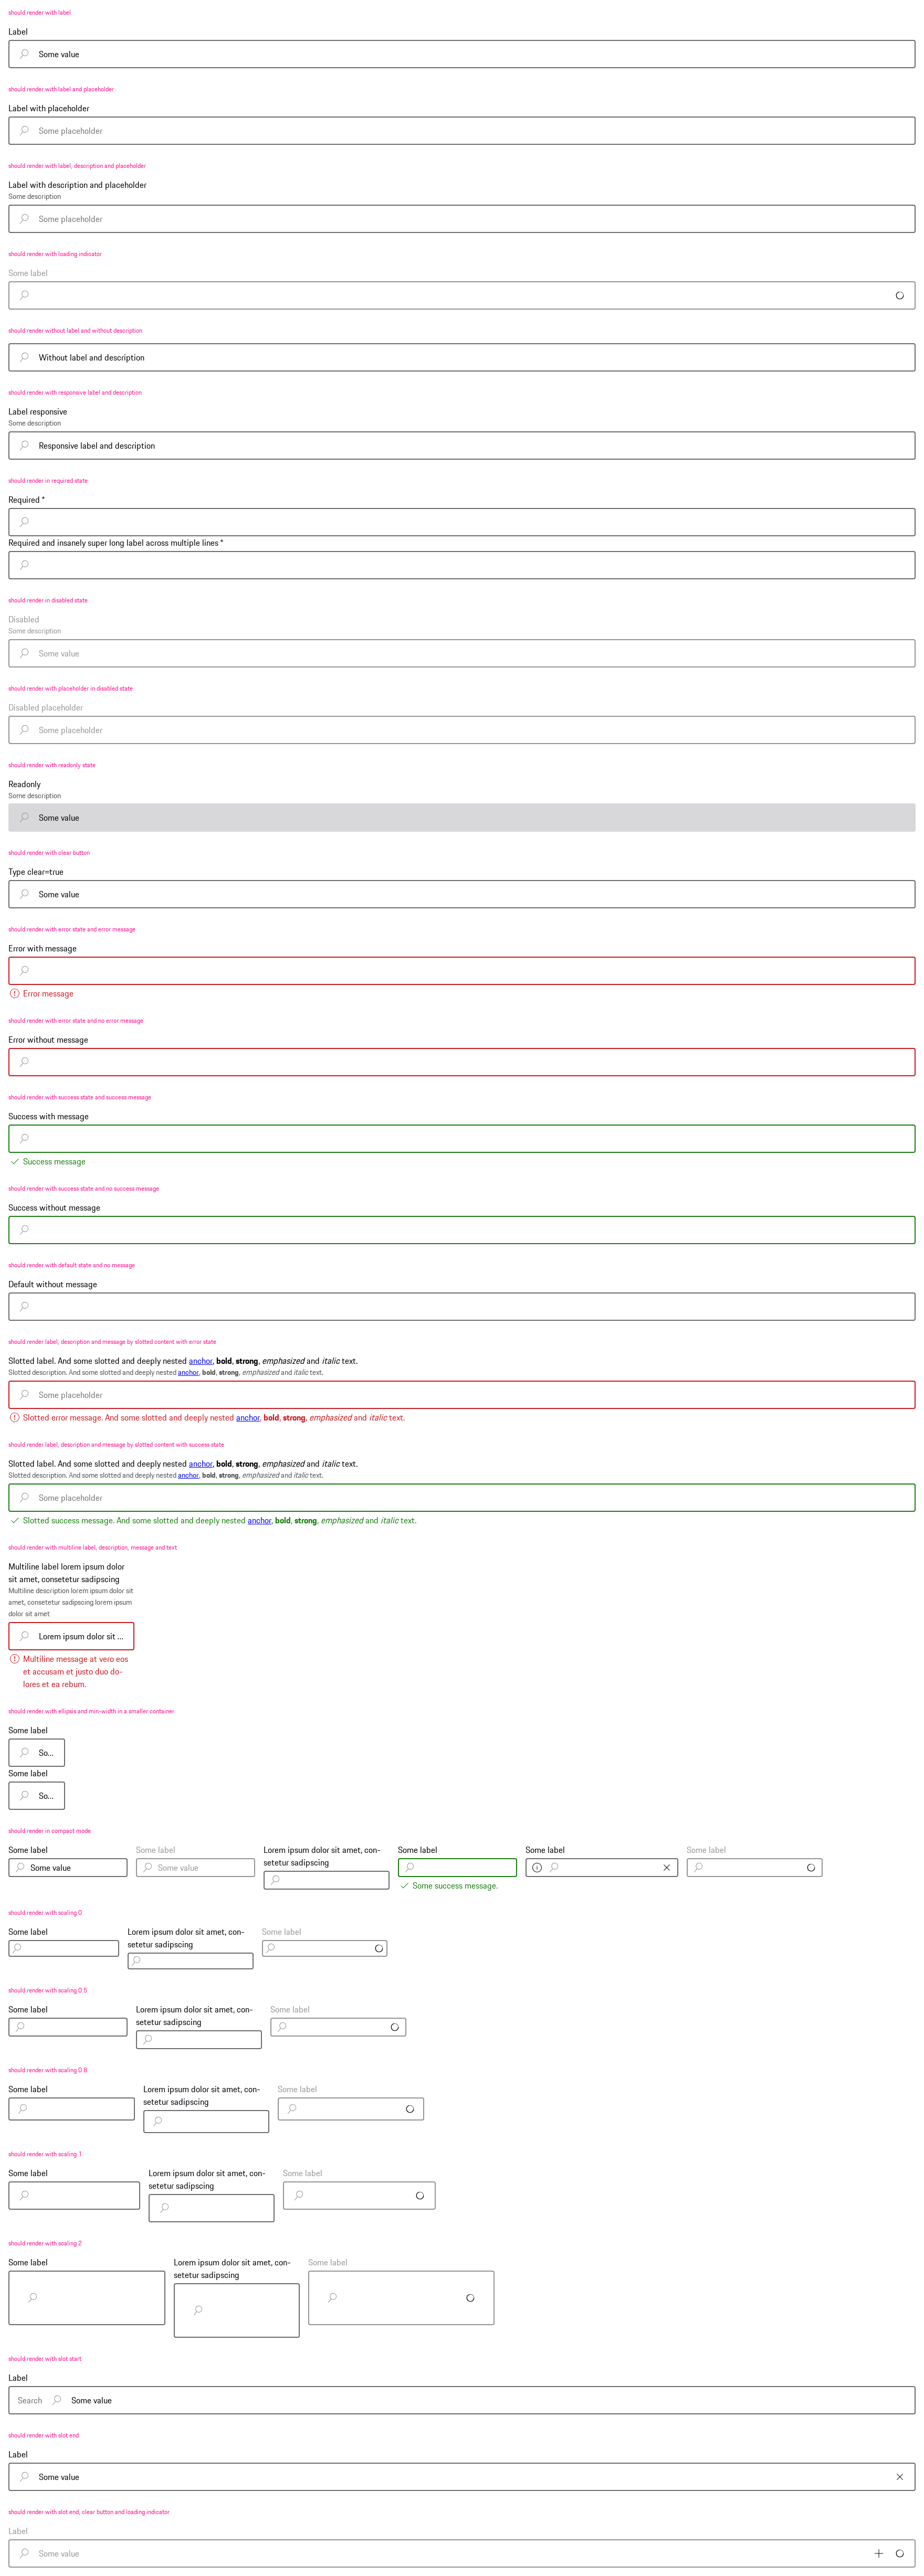 should render with label
Label
Some value
should render with label and placeholder
Label with placeholder
Some placeholder
should render with label, description and placeholder
Label with description and placeholder
Some description
Some placeholder
should render with loading indicator
Some label
should render without label and without description
Without label and description
should render with responsive label and description
Label responsive
Some description
Responsive label and description
should render in required state
Required *
Required and insanely super long label across multiple lines *
should render in disabled state
Disabled
Some description
Some value
should render with placeholder in disabled state
Disabled placeholder
Some placeholder
should render with readonly state
Readonly
Some description
Some value
should render with clear button
Type clear=true
Some value
should render with error state and error message
Error with message
Error message
should render with error state and no error message
Error without message
should render with success state and success message
Success with message
Success message
should render with success state and no success message
Success without message
should render with default state and no message
Default without message
should render label, description and message by slotted content with error state
Slotted label. And some slotted and deeply nested anchor, bold, strong, emphasized and italic text.
Slotted description. And some slotted and deeply nested anchor, bold, strong, emphasized and italic text.
Some placeholder
Slotted error message. And some slotted and deeply nested anchor, bold, strong, emphasized and italic text.
should render label, description and message by slotted content with success state
Slotted label. And some slotted and deeply nested anchor, bold, strong, emphasized and italic text.
Slotted description. And some slotted and deeply nested anchor, bold, strong, emphasized and italic text.
Some placeholder
Slotted success message. And some slotted and deeply nested anchor, bold, strong, emphasized and italic text.
should render with multiline label, description, message and text
Multiline label lorem ipsum dolor
sit amet, consetetur sadipscing
Multiline description lorem ipsum dolor sit
amet, consetetur sadipscing lorem ipsum
dolor sit amet
Lorem ipsum dolor sit ...
Multiline message at vero eos
et accusam et justo duo do-
lores et ea rebum.
should render with ellipsis and min-width in a smaller container
Some label
So...
Some label
So...
should render in compact mode
Some label
Some value
Some label
Some value
Lorem ipsum dolor sit amet, con-
setetur sadipscing
Some label
Some success message.
Some label
Some label
should render with scaling 0
Some label
Lorem ipsum dolor sit amet, con-
setetur sadipscing
Some label
should render with scaling 0.5
Some label
Lorem ipsum dolor sit amet, con-
setetur sadipscing
Some label
should render with scaling 0.8
Some label
Lorem ipsum dolor sit amet, con-
setetur sadipscing
Some label
should render with scaling 1
Some label
Lorem ipsum dolor sit amet, con-
setetur sadipscing
Some label
should render with scaling 2
Some label
Lorem ipsum dolor sit amet, con-
setetur sadipscing
Some label
should render with slot start
Label
Search Some value
should render with slot end
Label
Some value
should render with slot end, clear button and loading indicator
Label
Some value